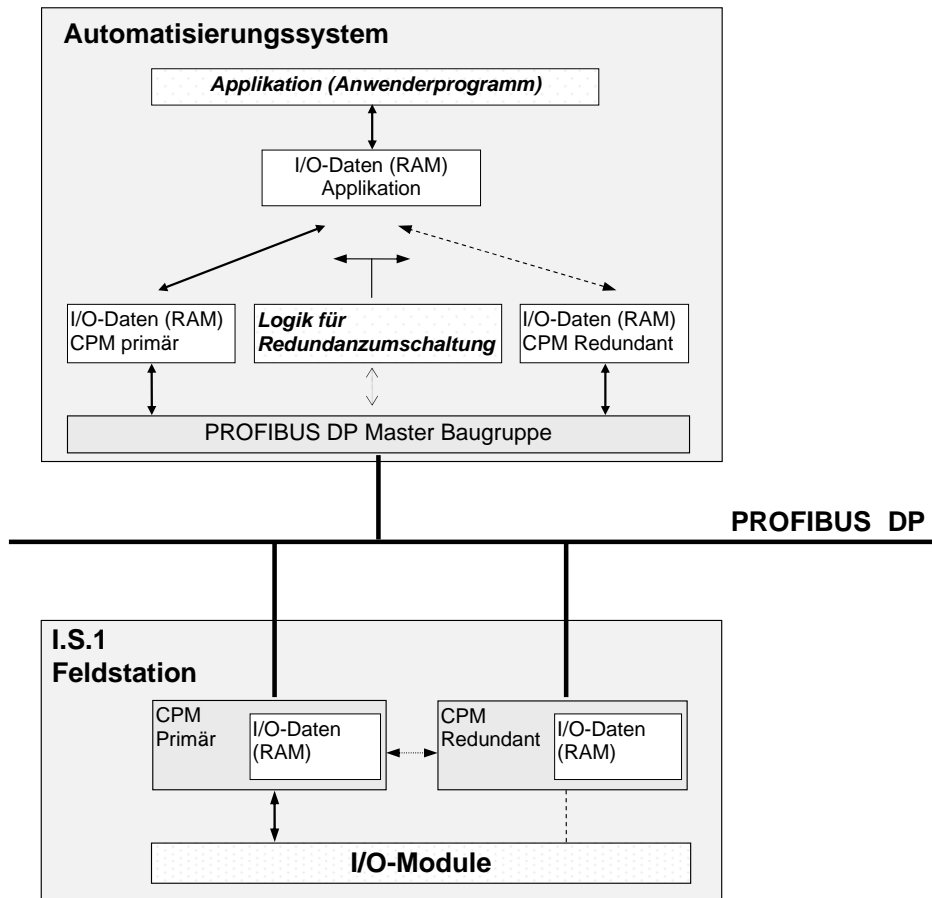 Automatisierungssystem
Applikation (Anwenderprogramm)
I/O-Daten (RAM)
Applikation
I/O-Daten (RAM)
CPM primär
Logik für
Redundanzumschaltung
I/O-Daten (RAM)
CPM Redundant
PROFIBUS DP Master Baugruppe
PROFIBUS DP
I.S.1
Feldstation
CPM
Primär
I/O-Daten
(RAM)
CPM
Redundant
I/O-Daten
(RAM)
I/O-Module